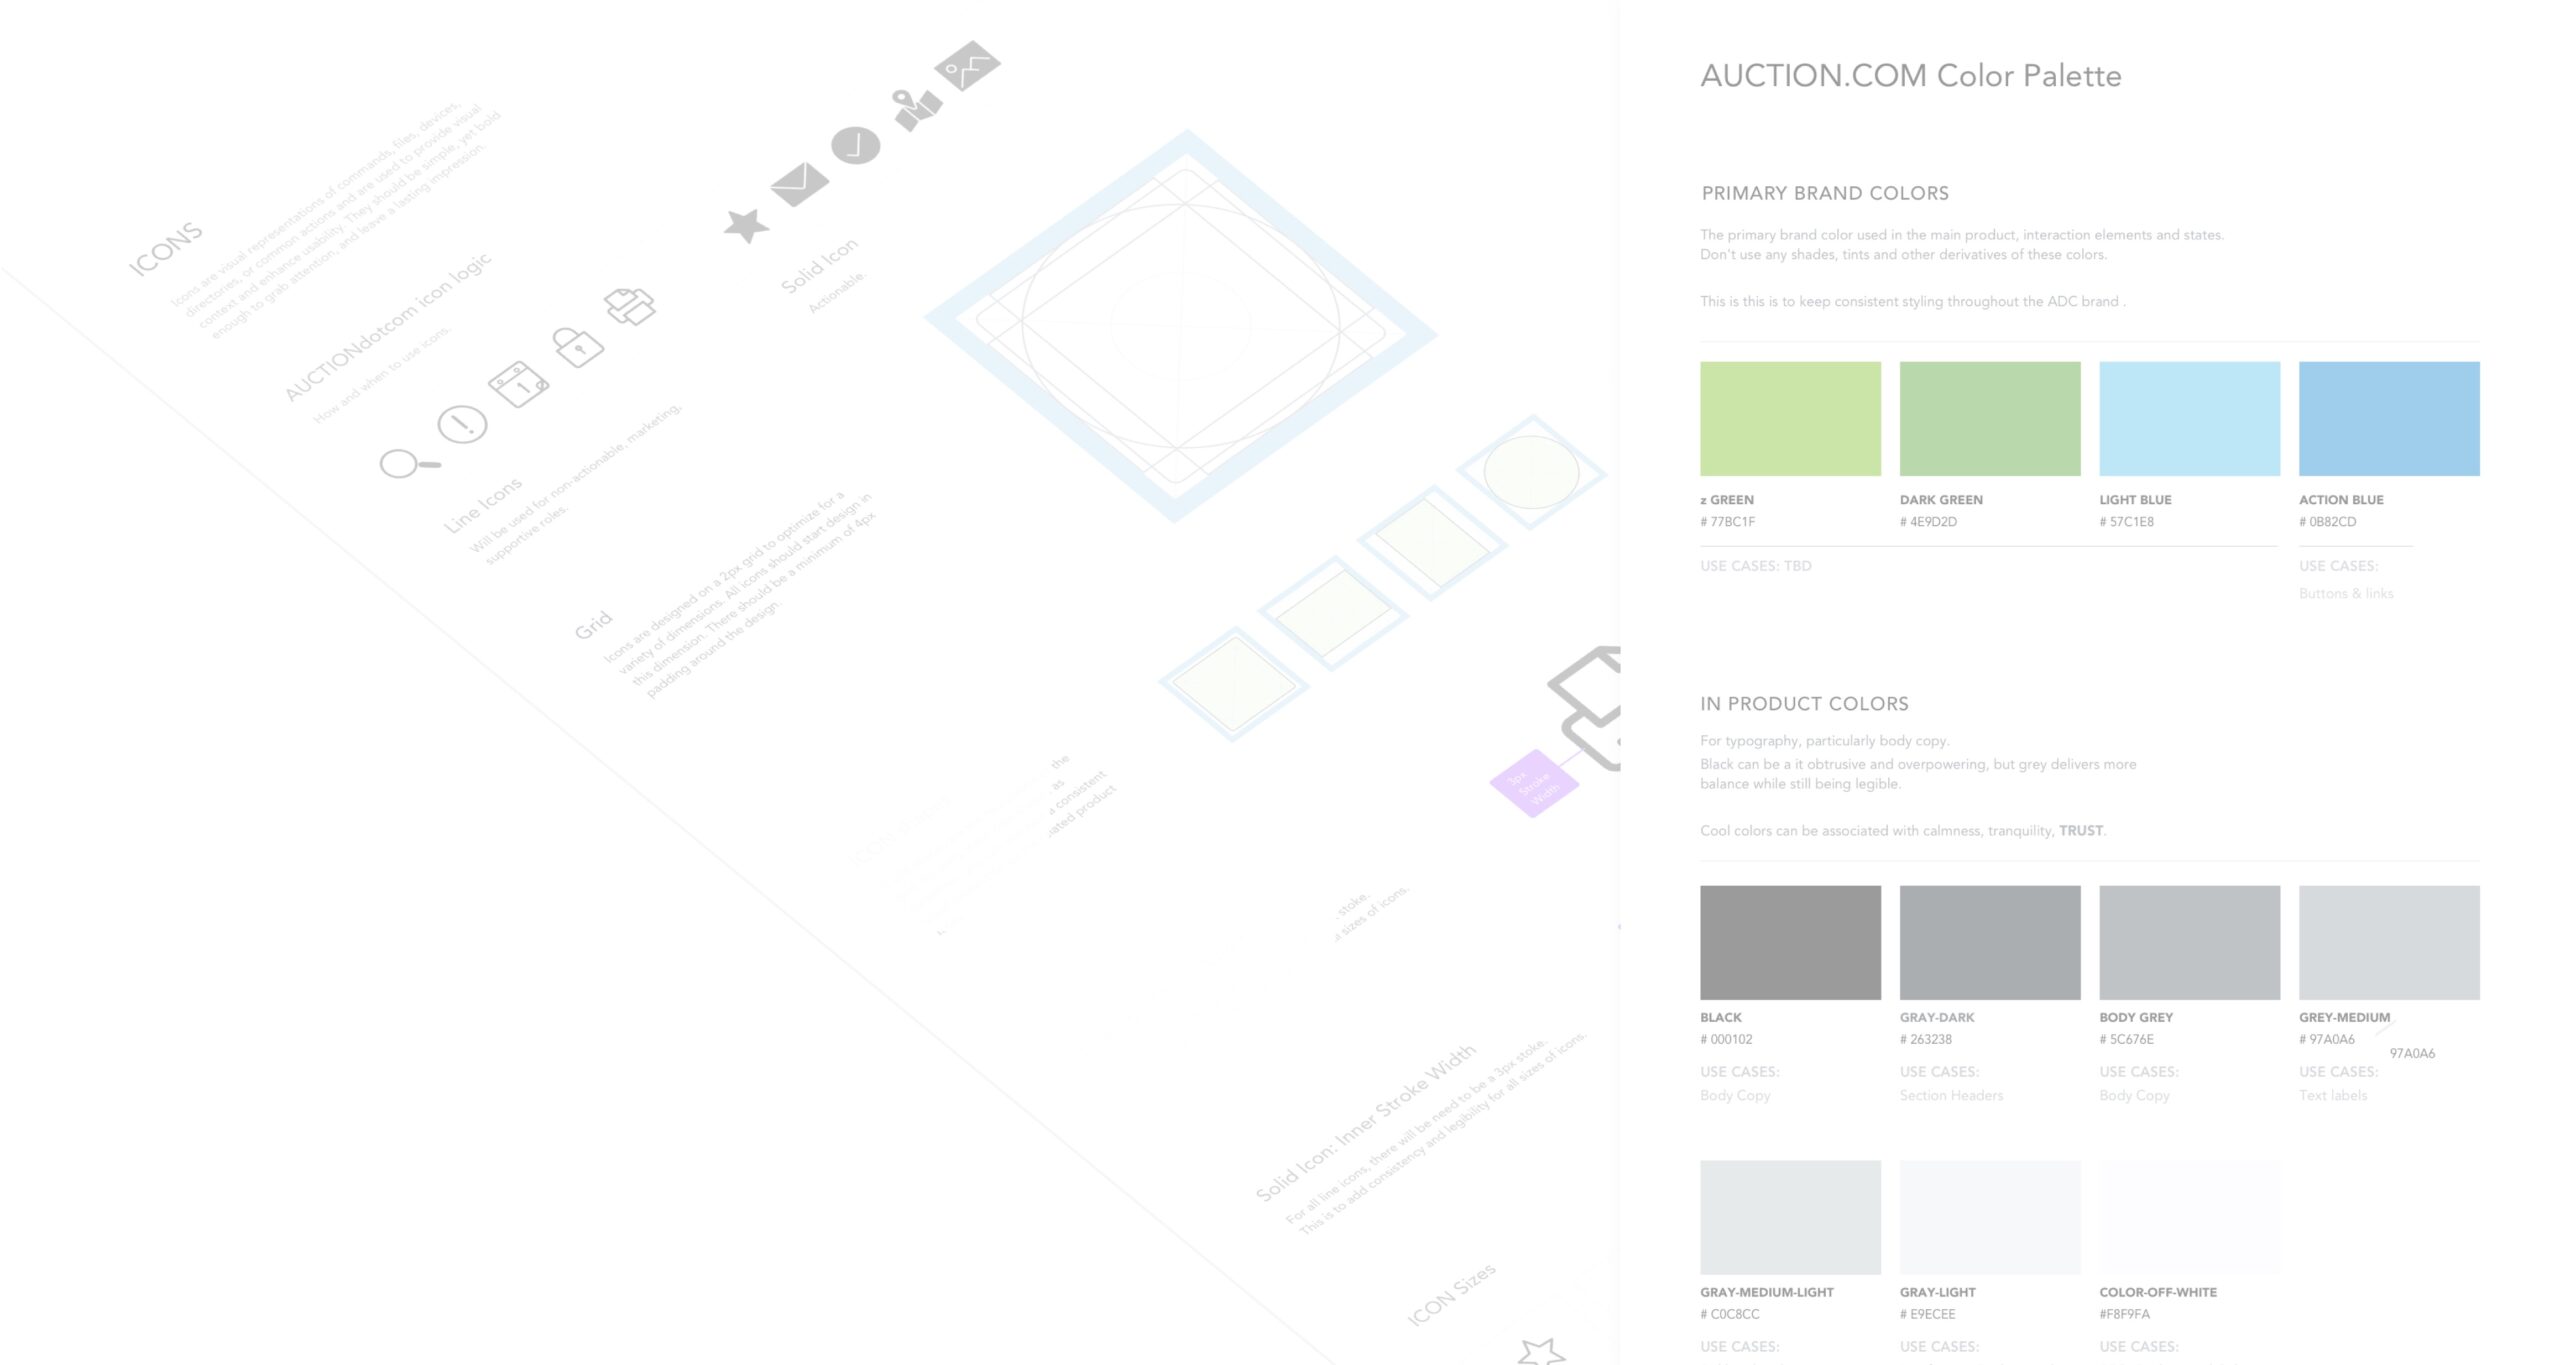 ICONS
Icons are visual representations of commands, files, devices,
directories, or common actions and are used to provide visual
context and enhance usability. They should be simple, yet bold
enough to grab attention, and leave a lasting impression.
AUCTIONdotcom icon logic
How and when to use icons.
1
Line Icons
Will be used for non-actionable, marketing,
supportive roles.
Solid Icon
Actionable.
Grid
Icons are designed on a 2px grid to optimize for a
variety of dimensions. All icons should start design in
this dimension. There should be a minimum of 4px
padding around the design.
3px
Stroke
Width
the
as
consistent
product
stoke.
sizes of icons.
Solid Icon: Inner Stroke Width
For all line icons, there will be need to be a 3px stoke.
This is to add consistency and legibility for all sizes of icons.
ICON Sizes
AUCTION.COM Color Palette
PRIMARY BRAND COLORS
The primary brand color used in the main product, interaction elements and states.
Don't use any shades, tints and other derivatives of these colors.
This is this is to keep consistent styling throughout the ADC brand .
z GREEN
# 77BC1F
DARK GREEN
# 4E9D2D
LIGHT BLUE
# 57C1E8
ACTION BLUE
# 0B82CD
USE CASES: TBD
USE CASES:
Buttons & links
IN PRODUCT COLORS
For typography, particularly body copy.
Black can be a it obtrusive and overpowering, but grey delivers more
balance while still being legible.
Cool colors can be associated with calmness, tranquility, TRUST.
BLACK
# 000102
USE CASES:
Body Copy
GRAY-DARK
# 263238
USE CASES:
Section Headers
BODY GREY
# 5C676E
USE CASES:
Body Copy
GREY-MEDIUM
# 97A0A6
97A0A6
USE CASES:
Text labels
GRAY-MEDIUM-LIGHT
# C0C8CC
USE CASES:
GRAY-LIGHT
# E9ECEE
USE CASES:
COLOR-OFF-WHITE
#F8F9FA
USE CASES: